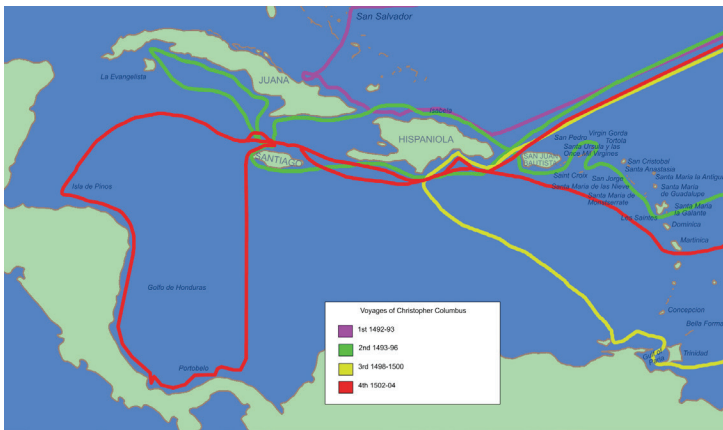 San Salvador
La Evangelista
JUANA
Isabela
HISPANIOLA
SANTIAGO
SAN JUAN
BAUTISTA
San Pedro
Virgin Gorda
Tortola
Santa Ursula y las
Once Mil Virgines
San Cristobal
Santa Anastasia
Saint Croix
San Jorge
Santa Maria la Antigua
Santa Maria de las Nieve
Santa Maria
de Guadalupe
Santa Maria de
Montserrate
Santa Maria
la Galante
Les Saintes
Dominica
Martinica
Isla de Pinos
Golfo de Honduras
Portobelo
Concepcion
Bella Forma
Trinidad
Voyages of Christopher Columbus
1st 1492-93
2nd 1493-96
3rd 1498-1500
4th 1502-04